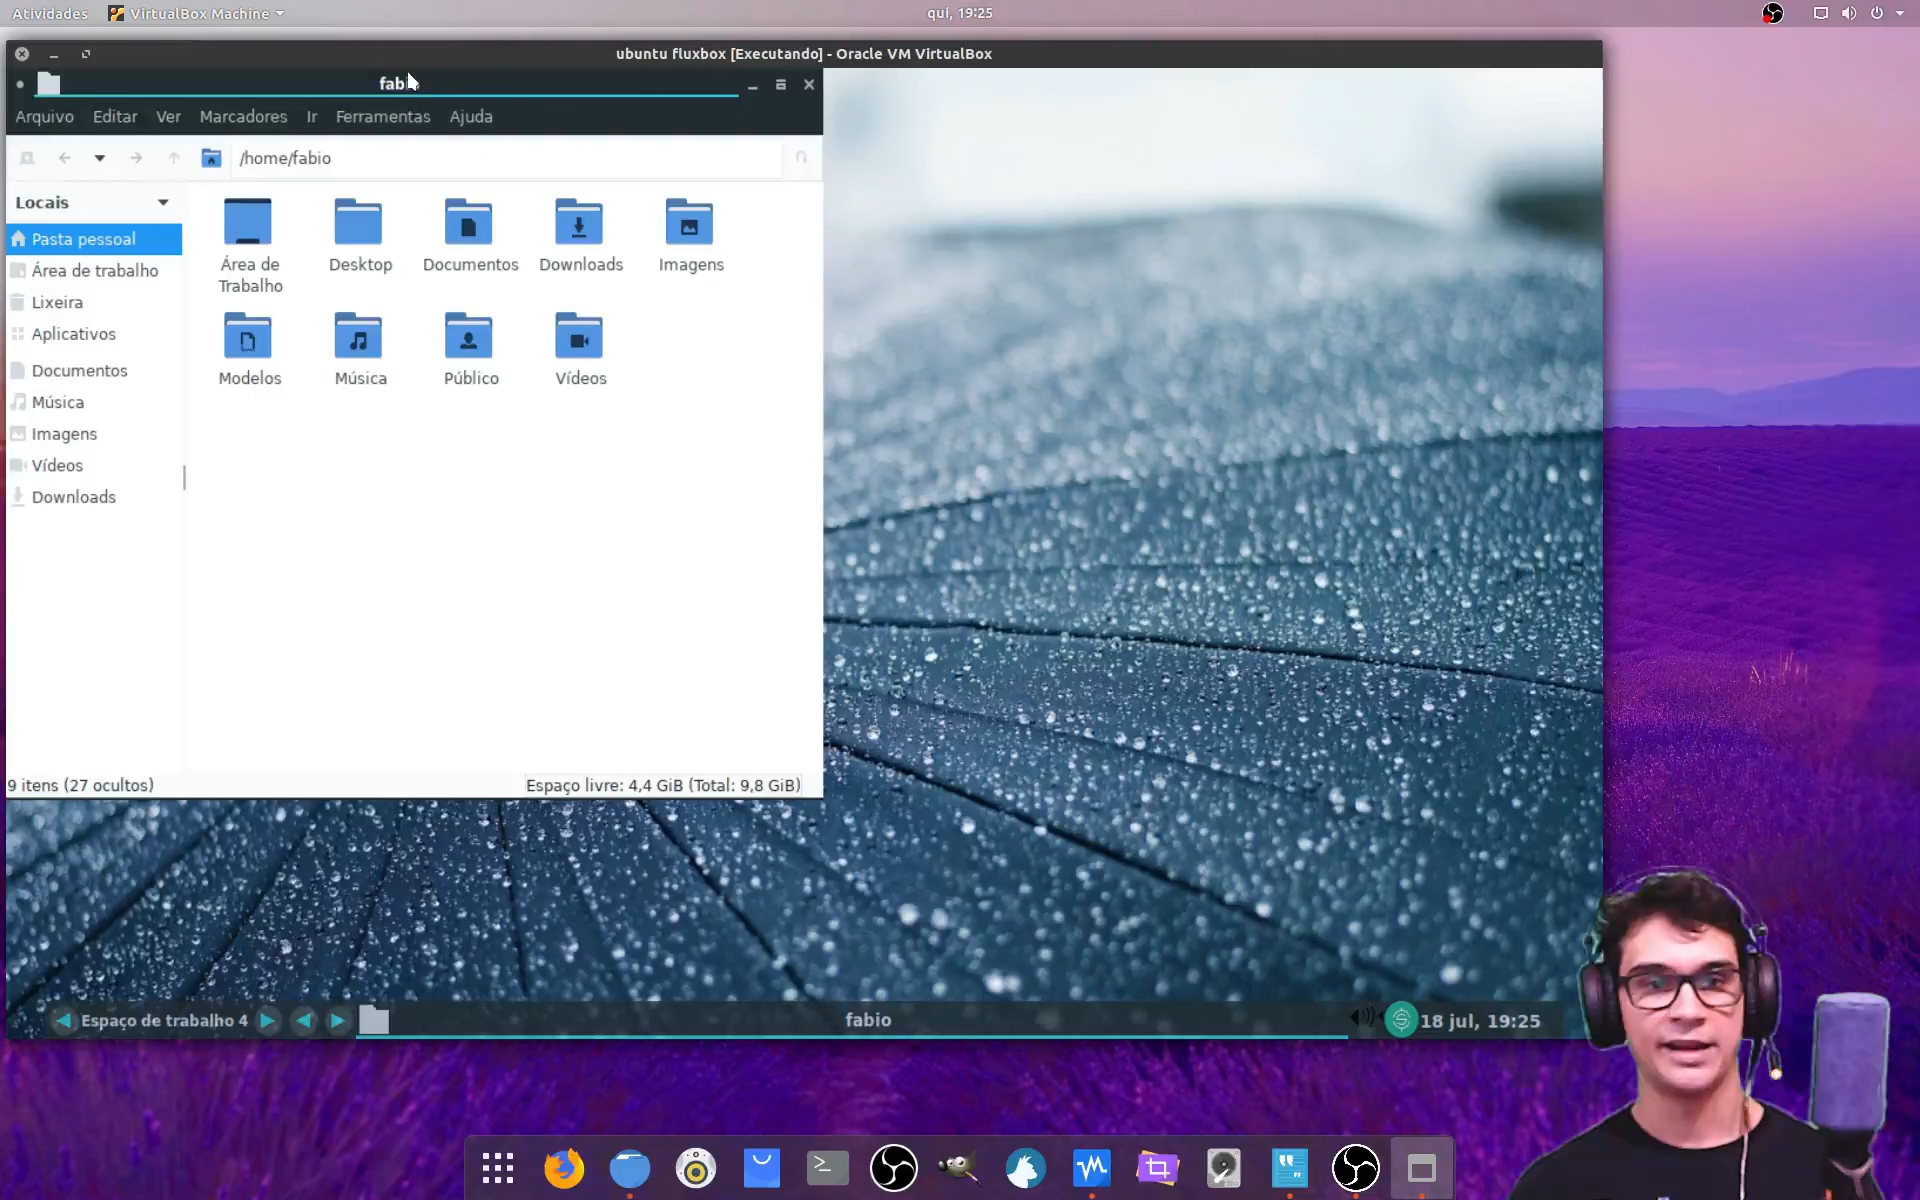 Atividades
VirtualBox Machine
qui, 19:25
ubuntu fluxbox [Executando] - Oracle VM VirtualBox
Arquivo Editar Ver Marcadores Ir Ferramentas Ajuda
/home/fabio
Locais
Pasta pessoal
Área de trabalho
Lixeira
Aplicativos
Documentos
Música
Imagens
Vídeos
Downloads
Área de
Trabalho
Desktop
Documentos
Downloads
Imagens
Modelos
Música
Público
Vídeos
9 itens (27 ocultos)
Espaço livre: 4,4 GiB (Total: 9,8 GiB)
Espaço de trabalho 4
fabio
18 jul, 19:25